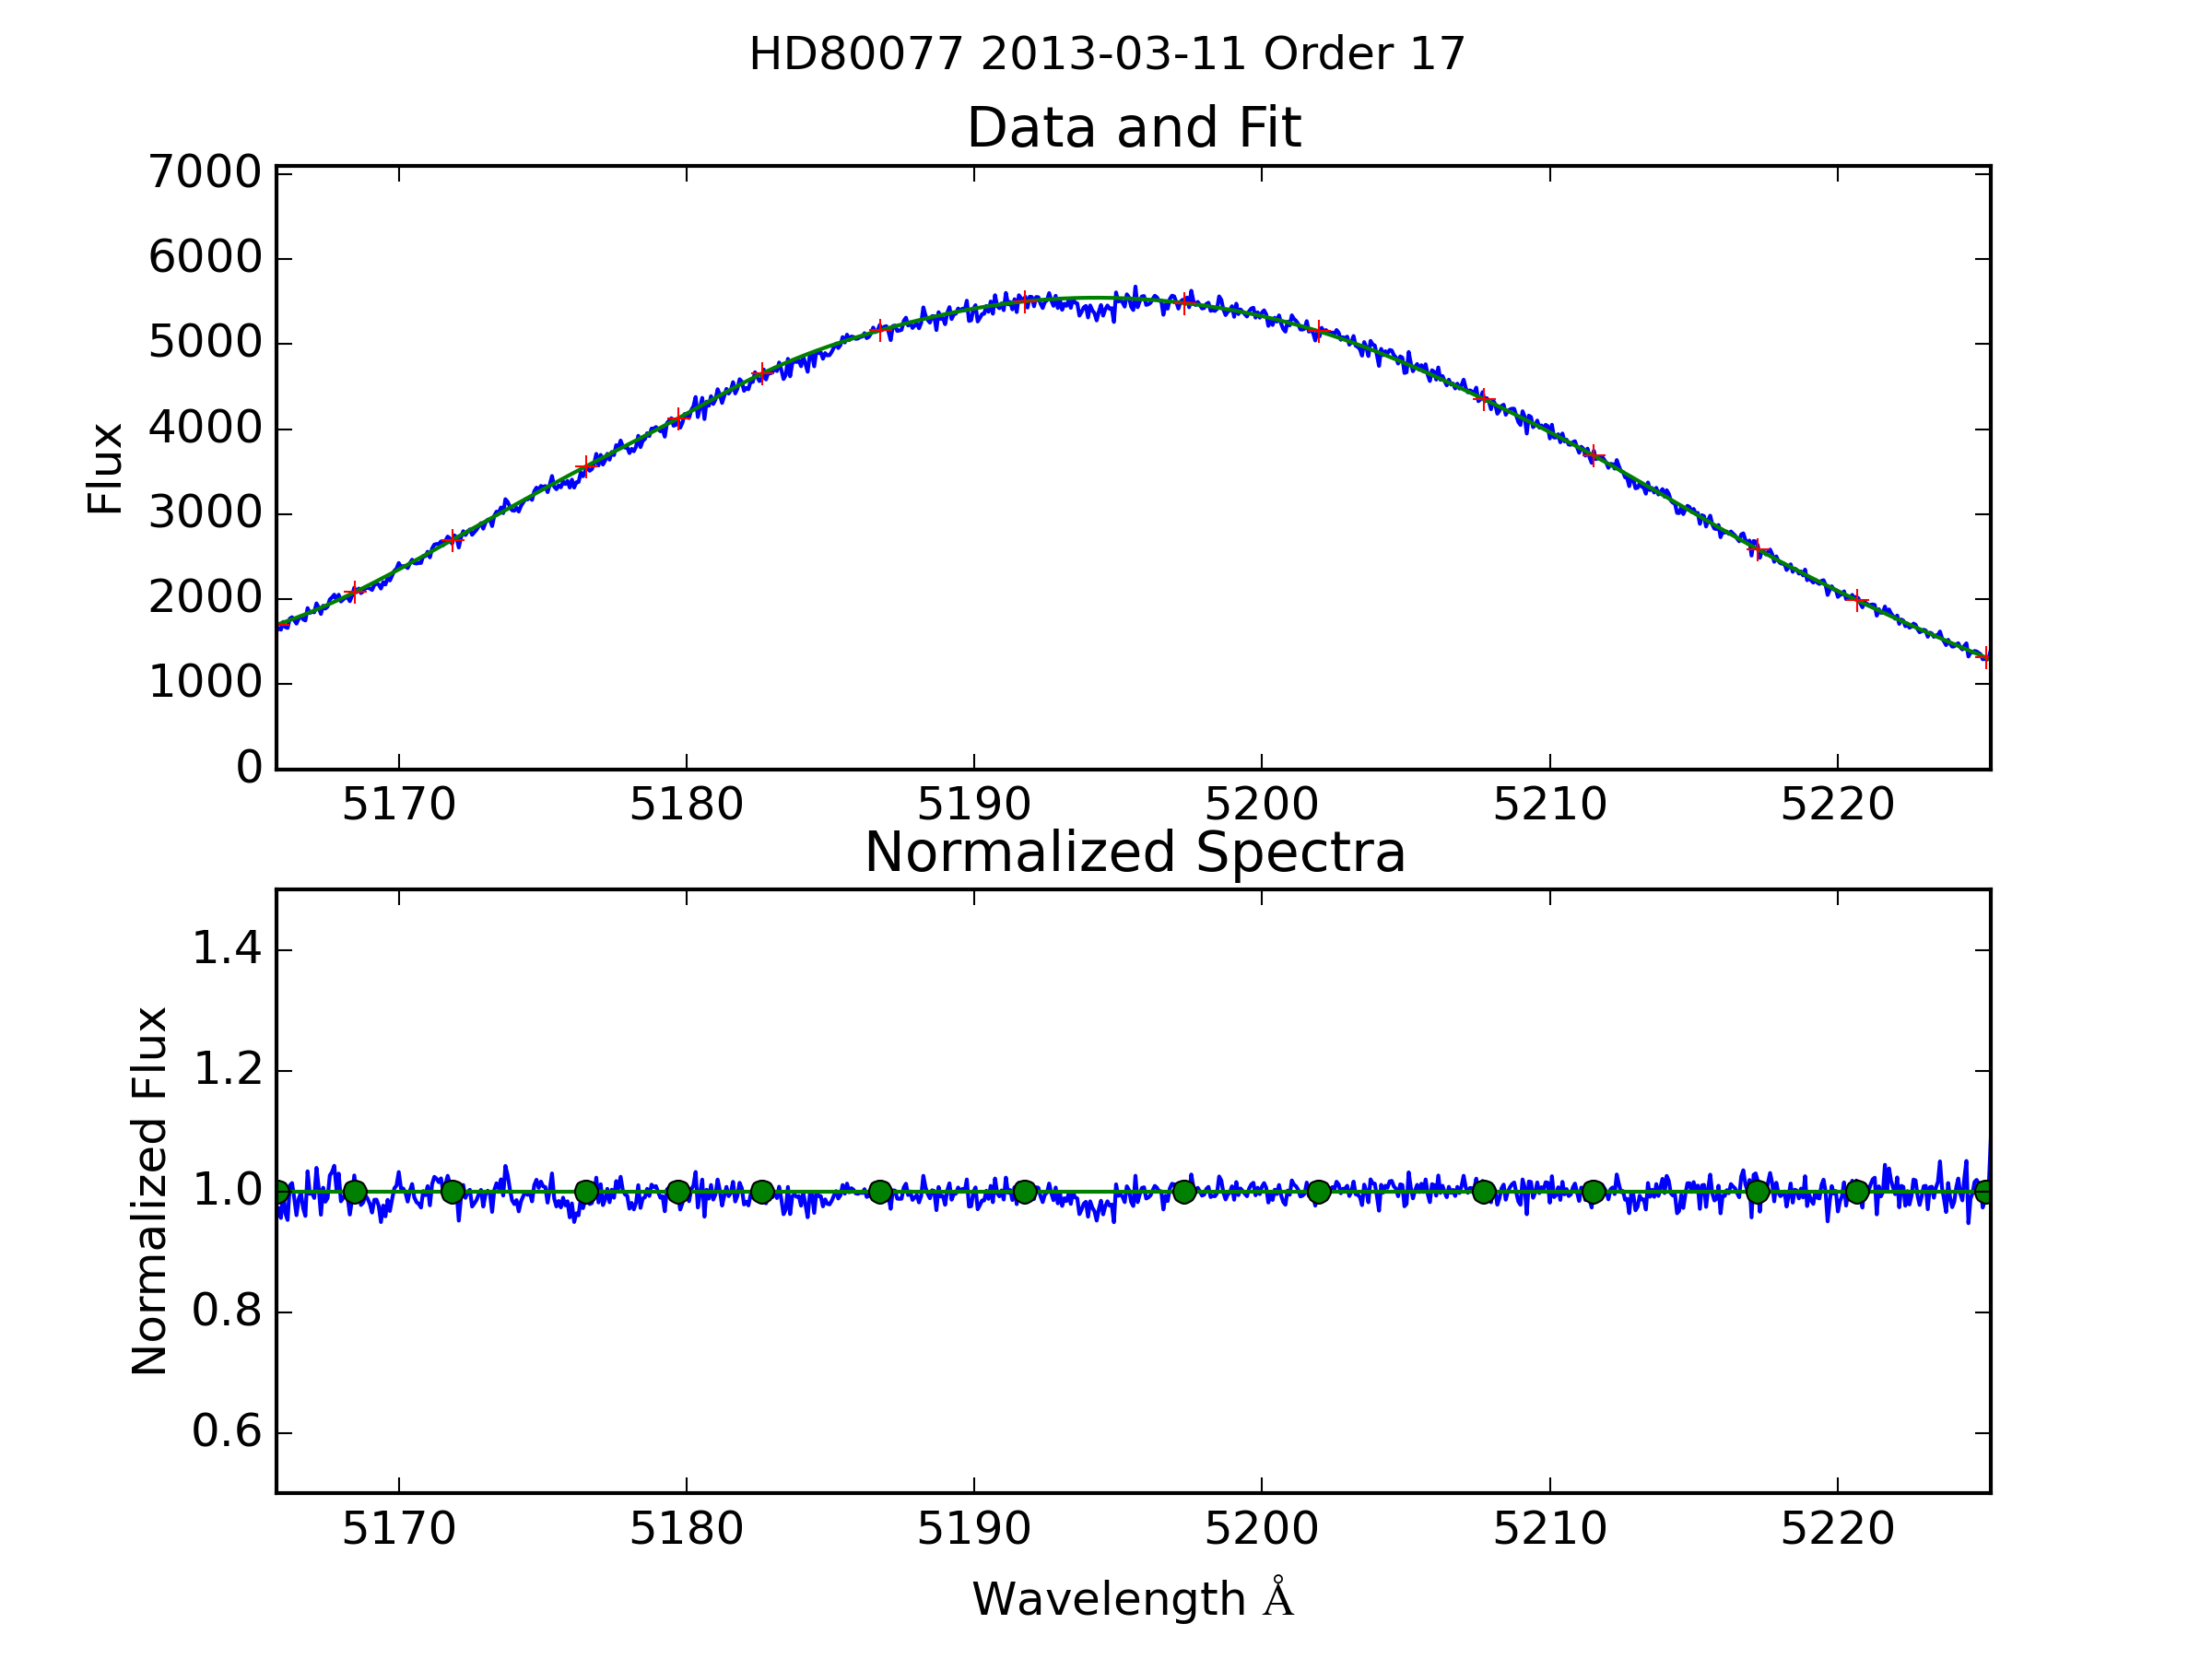 HD80077 2013-03-11 Order 17
Data and Fit
7000
6000
5000
4000
3000
2000
1000
0
Flux
5170 5180 5190 5200 5210 5220
Normalized Spectra
1.4
1.2
1.0
0.8
0.6
Normalized Flux
5170 5180 5190 5200 5210 5220
Wavelength Å